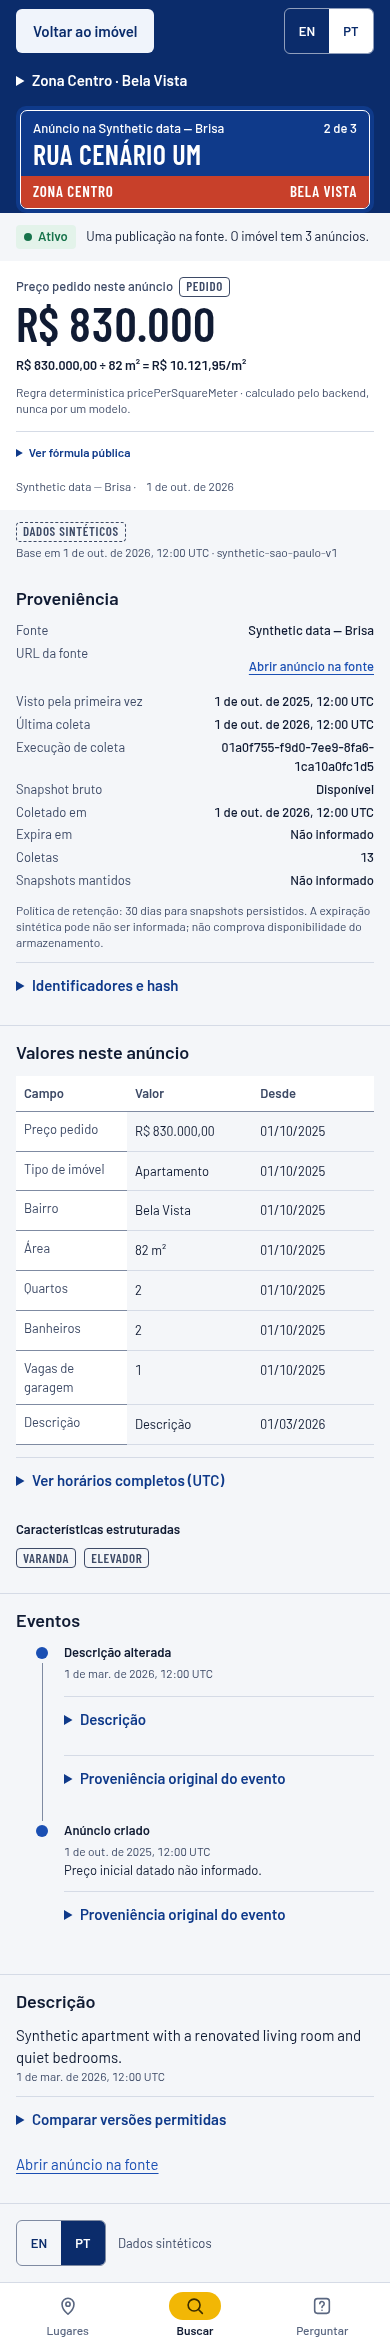 Voltar ao imóvel
EN PT
Zona Centro · Bela Vista
Anúncio na Synthetic data — Brisa 2 de 3
RUA CENÁRIO UM
ZONA CENTRO BELA VISTA
Ativo Uma publicação na fonte. O imóvel tem 3 anúncios.
Preço pedido neste anúncio PEDIDO
R$ 830.000
R$ 830.000,00 ÷ 82 m² = R$ 10.121,95/m²
Regra determinística pricePerSquareMeter · calculado pelo backend,
nunca por um modelo.
Ver fórmula pública
Synthetic data — Brisa · 1 de out. de 2026
DADOS SINTÉTICOS
Base em 1 de out. de 2026, 12:00 UTC · synthetic-sao-paulo-v1
Proveniência
Fonte Synthetic data — Brisa
URL da fonte
Abrir anúncio na fonte
Visto pela primeira vez 1 de out. de 2025, 12:00 UTC
Última coleta 1 de out. de 2026, 12:00 UTC
Execução de coleta 01a0f755-f9d0-7ee9-8fa6-
1ca10a0fc1d5
Snapshot bruto Disponível
Coletado em 1 de out. de 2026, 12:00 UTC
Expira em Não informado
Coletas 13
Snapshots mantidos Não informado
Política de retenção: 30 dias para snapshots persistidos. A expiração
sintética pode não ser informada; não comprova disponibilidade do
armazenamento.
Identificadores e hash
Valores neste anúncio
Campo Valor Desde
Preço pedido R$ 830.000,00 01/10/2025
Tipo de imóvel Apartamento 01/10/2025
Bairro Bela Vista 01/10/2025
Área 82 m² 01/10/2025
Quartos 2 01/10/2025
Banheiros 2 01/10/2025
Vagas de
garagem 1 01/10/2025
Descrição Descrição 01/03/2026
Ver horários completos (UTC)
Características estruturadas
VARANDA ELEVADOR
Eventos
Descrição alterada
1 de mar. de 2026, 12:00 UTC
Descrição
Proveniência original do evento
Anúncio criado
1 de out. de 2025, 12:00 UTC
Preço inicial datado não informado.
Proveniência original do evento
Descrição
Synthetic apartment with a renovated living room and
quiet bedrooms.
1 de mar. de 2026, 12:00 UTC
Comparar versões permitidas
Abrir anúncio na fonte
EN PT Dados sintéticos
Lugares Buscar Perguntar